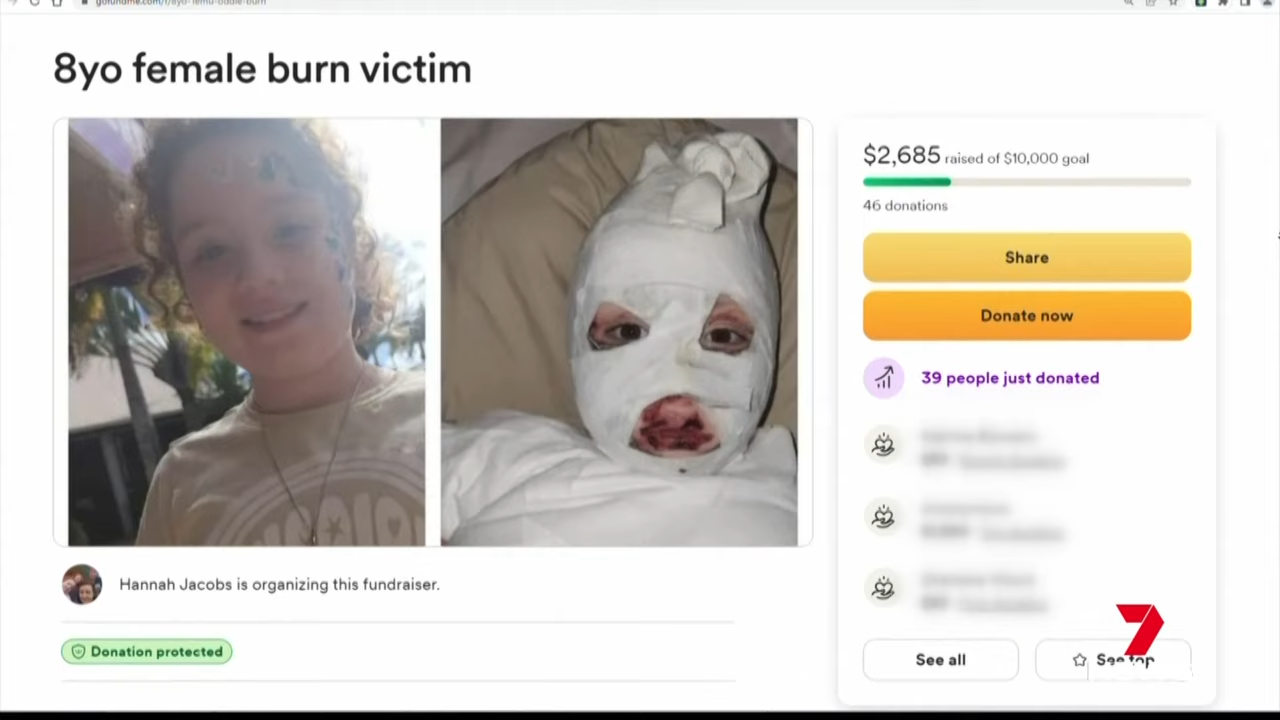 8yo female burn victim
$2,685 raised of $10,000 goal
46 donations
Share
Donate now
39 people just donated
Hannah Jacobs is organizing this fundraiser.
Donation protected
See all
See top
7